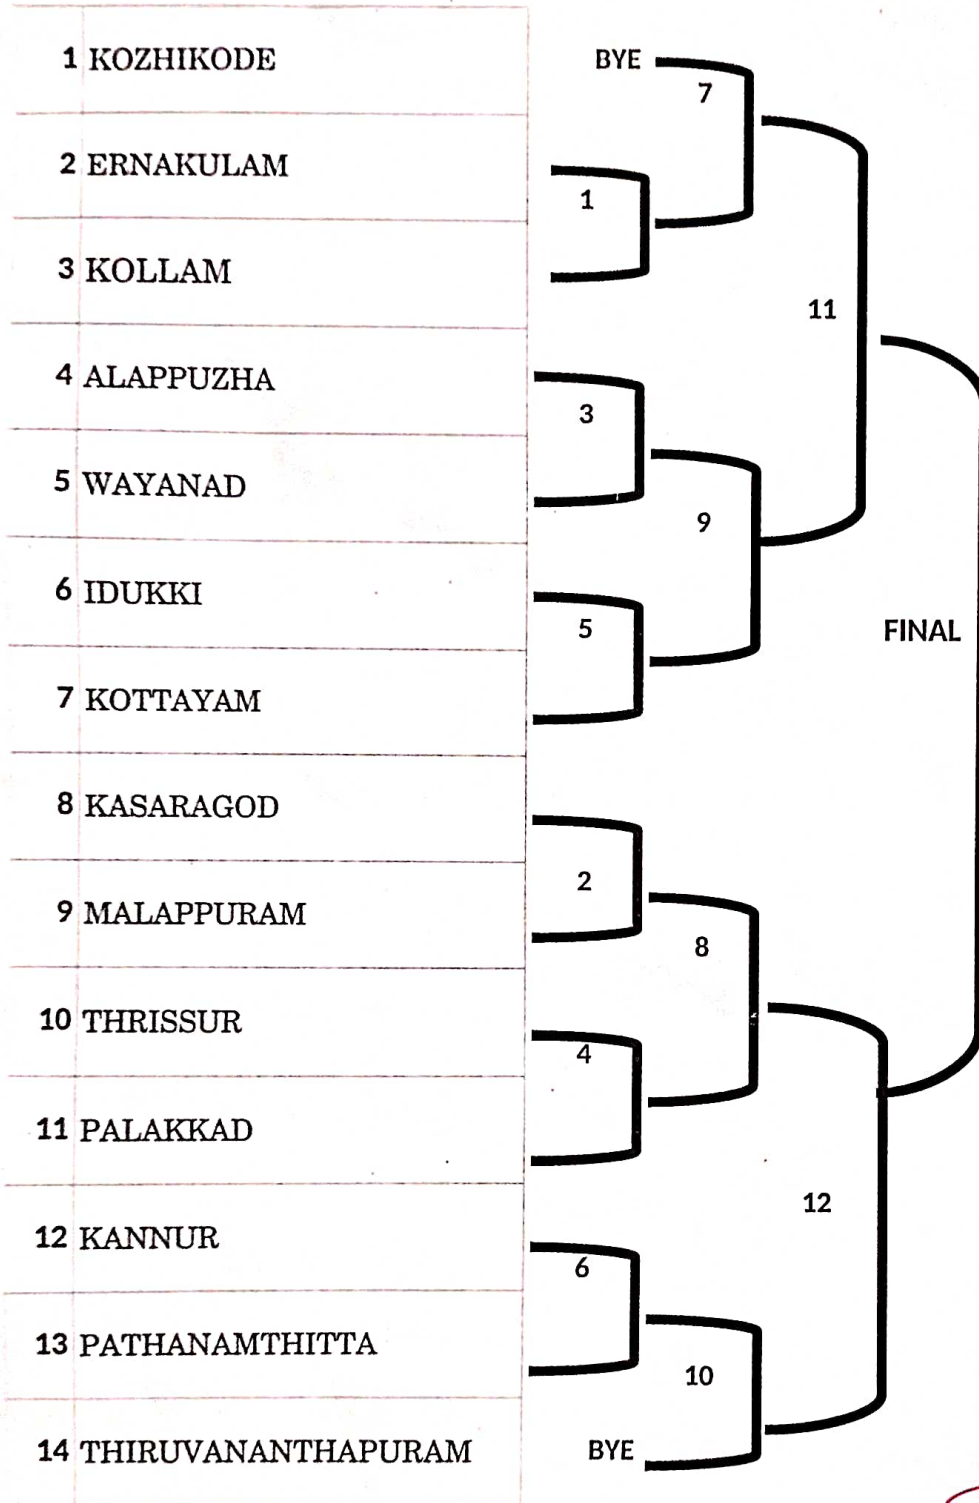 1 KOZHIKODE BYE
7
2 ERNAKULAM
1
3 KOLLAM
11
4 ALAPPUZHA
3
5 WAYANAD
9
6 IDUKKI
5
FINAL
7 KOTTAYAM
8 KASARAGOD
2
9 MALAPPURAM
8
10 THRISSUR
4
11 PALAKKAD
12
12 KANNUR
6
13 PATHANAMTHITTA
10
14 THIRUVANANTHAPURAM BYE